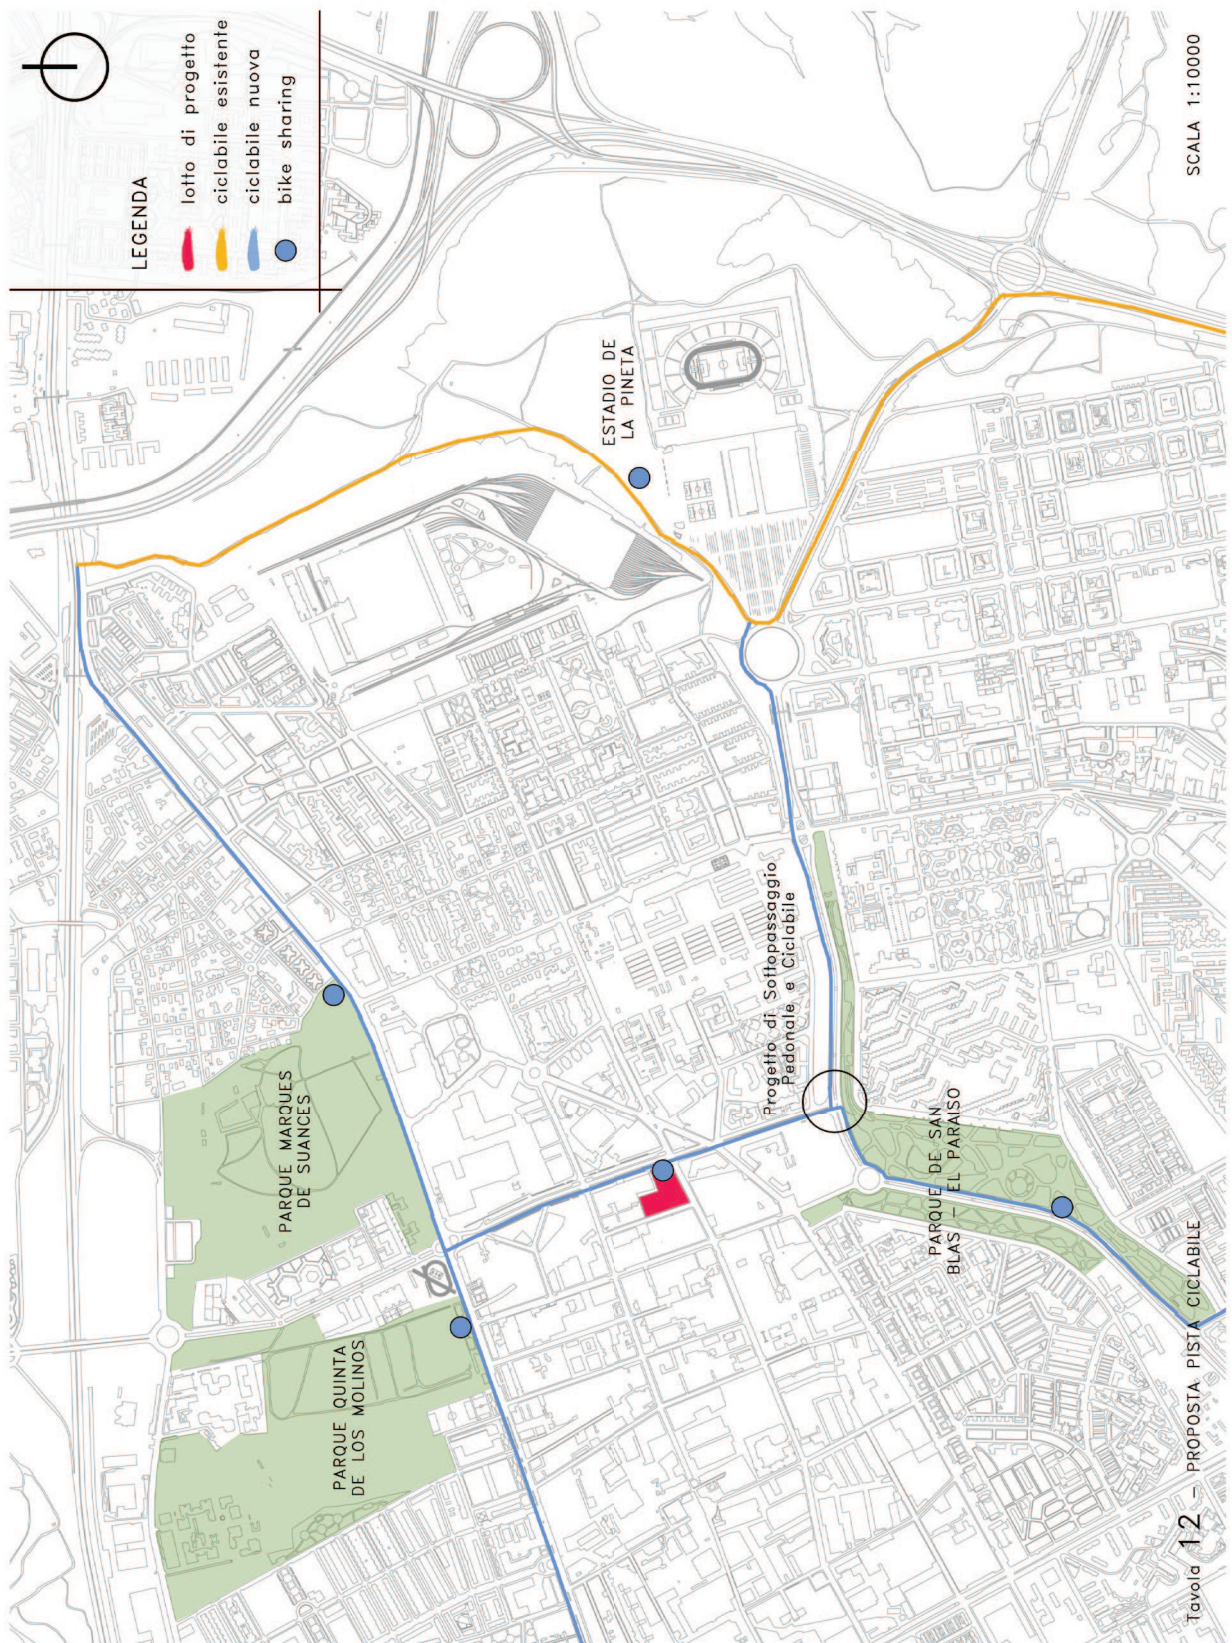 LEGENDA
lotto di progetto
ciclabile esistente
ciclabile nuova
bike sharing
ESTADIO DE
LA PINETA
PARQUE MARQUES
DE SUANCES
PARQUE QUINTA
DE LOS MOLINOS
Progetto di Sottopassaggio
Pedonale e Ciclabile
PARQUE DE SAN
BLAS - EL PARAISO
Tavola 12 - PROPOSTA PISTA CICLABILE
SCALA 1:10000